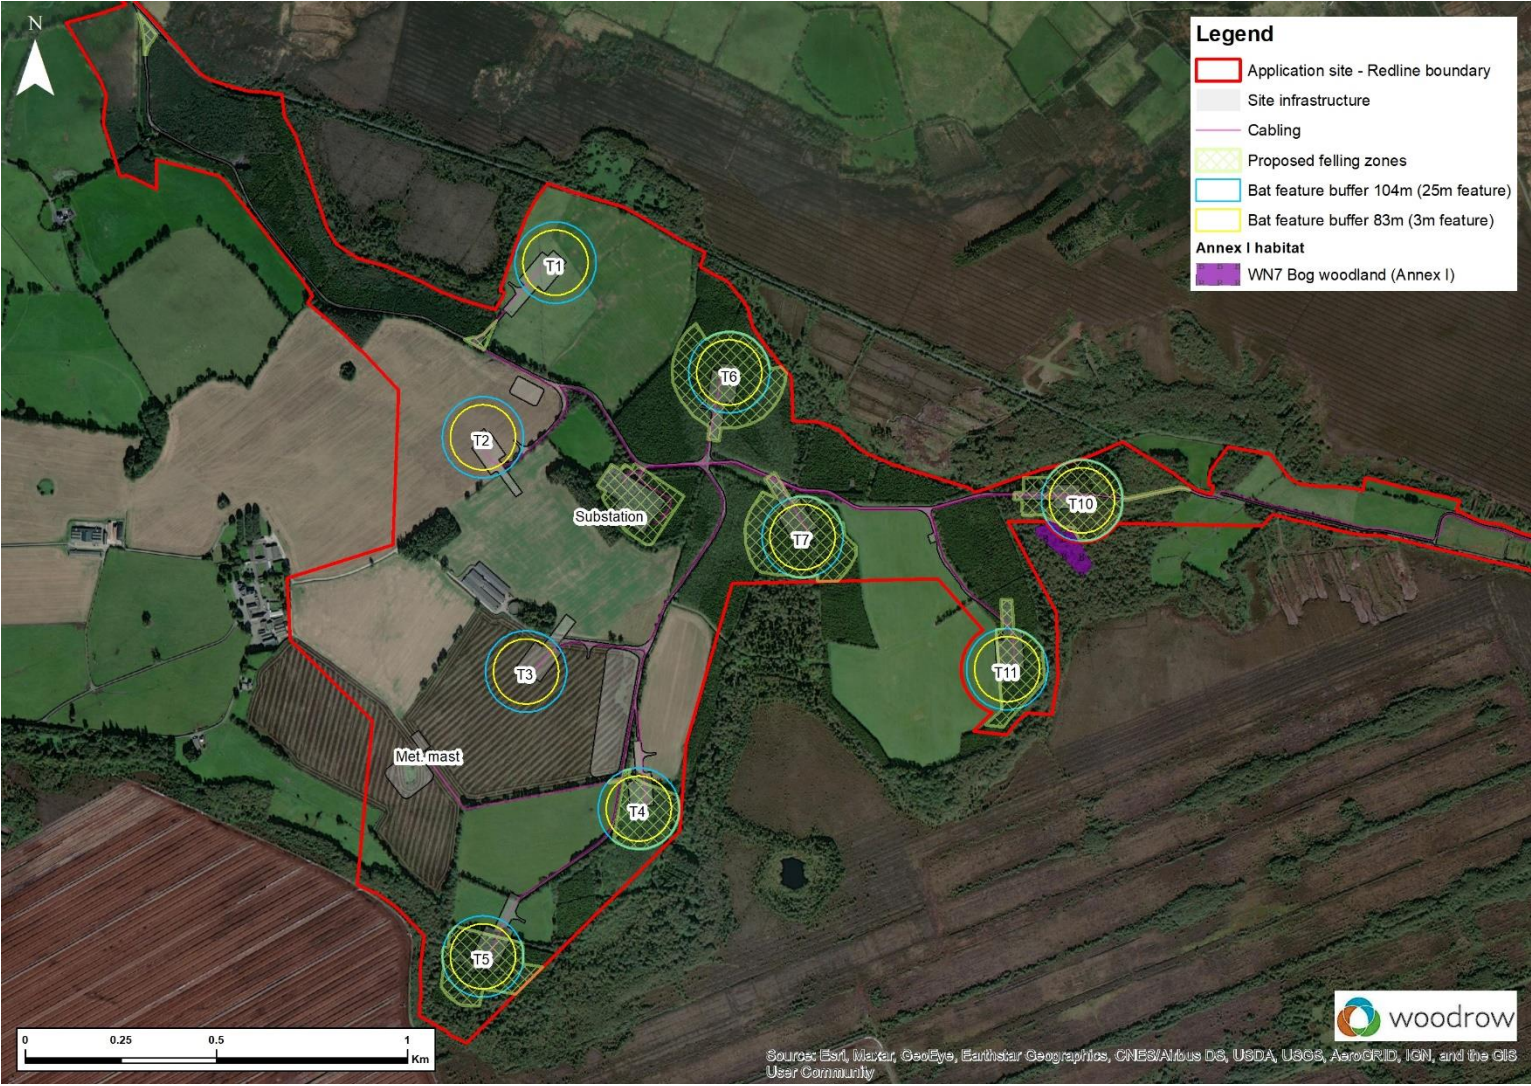 N
Legend
Application site - Redline boundary
Site infrastructure
Cabling
Proposed felling zones
Bat feature buffer 104m (25m feature)
Bat feature buffer 83m (3m feature)
Annex I habitat
WN7 Bog woodland (Annex I)
T1
T6
T2
T10
Substation
T7
T3
T11
Met. mast
T4
T5
woodrow
0 0.25 0.5 1
Km
Source: Esri, Maxar, GeoEye, Earthstar Geographics, CNES/Airbus DS, USDA, USGS, AeroGRID, IGN, and the GIS
User Community